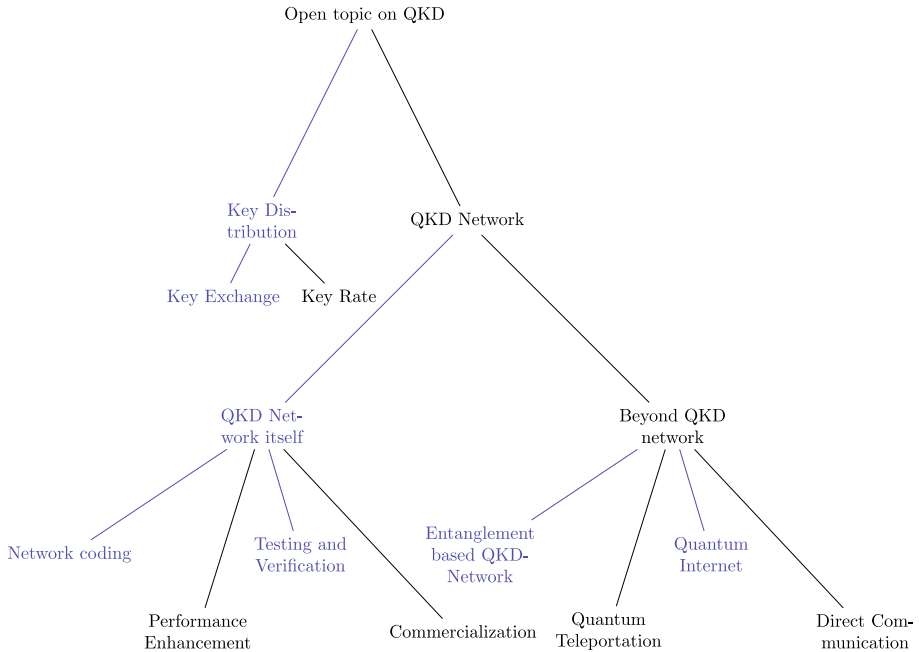 Open topic on QKD
Key Dis-
tribution
QKD Network
Key Exchange
Key Rate
QKD Net-
work itself
Beyond QKD
network
Network coding
Testing and
Verification
Entanglement
based QKD-
Network
Quantum
Internet
Performance
Enhancement
Commercialization
Quantum
Teleportation
Direct Com-
munication